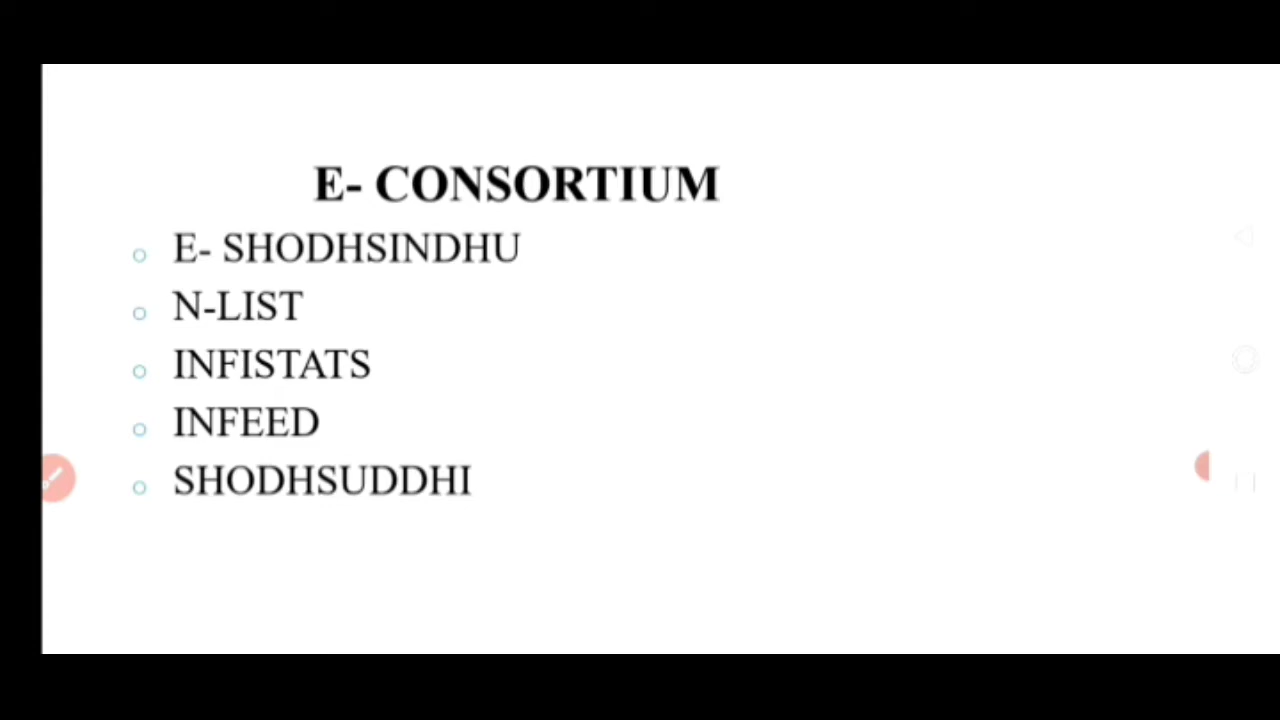 E- CONSORTIUM
E- SHODHSINDHU
N-LIST
INFISTATS
INFEED
SHODHSUDDHI